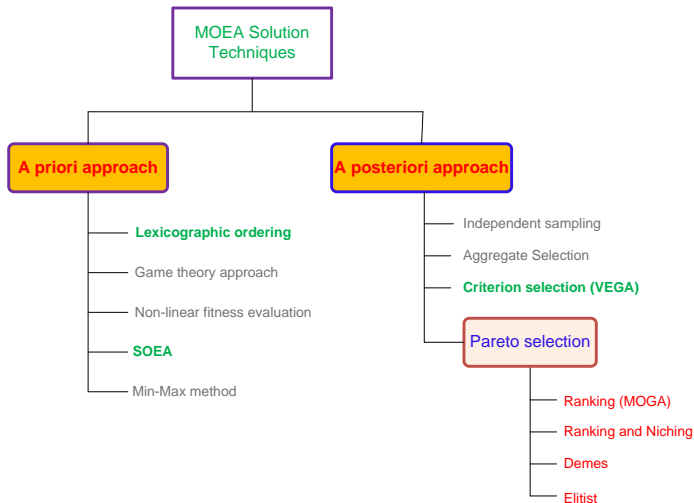 MOEA Solution
Techniques
A priori approach
A posteriori approach
Lexicographic ordering
Game theory approach
Non-linear fitness evaluation
SOEA
Min-Max method
Independent sampling
Aggregate Selection
Criterion selection (VEGA)
Pareto selection
Ranking (MOGA)
Ranking and Niching
Demes
Elitist